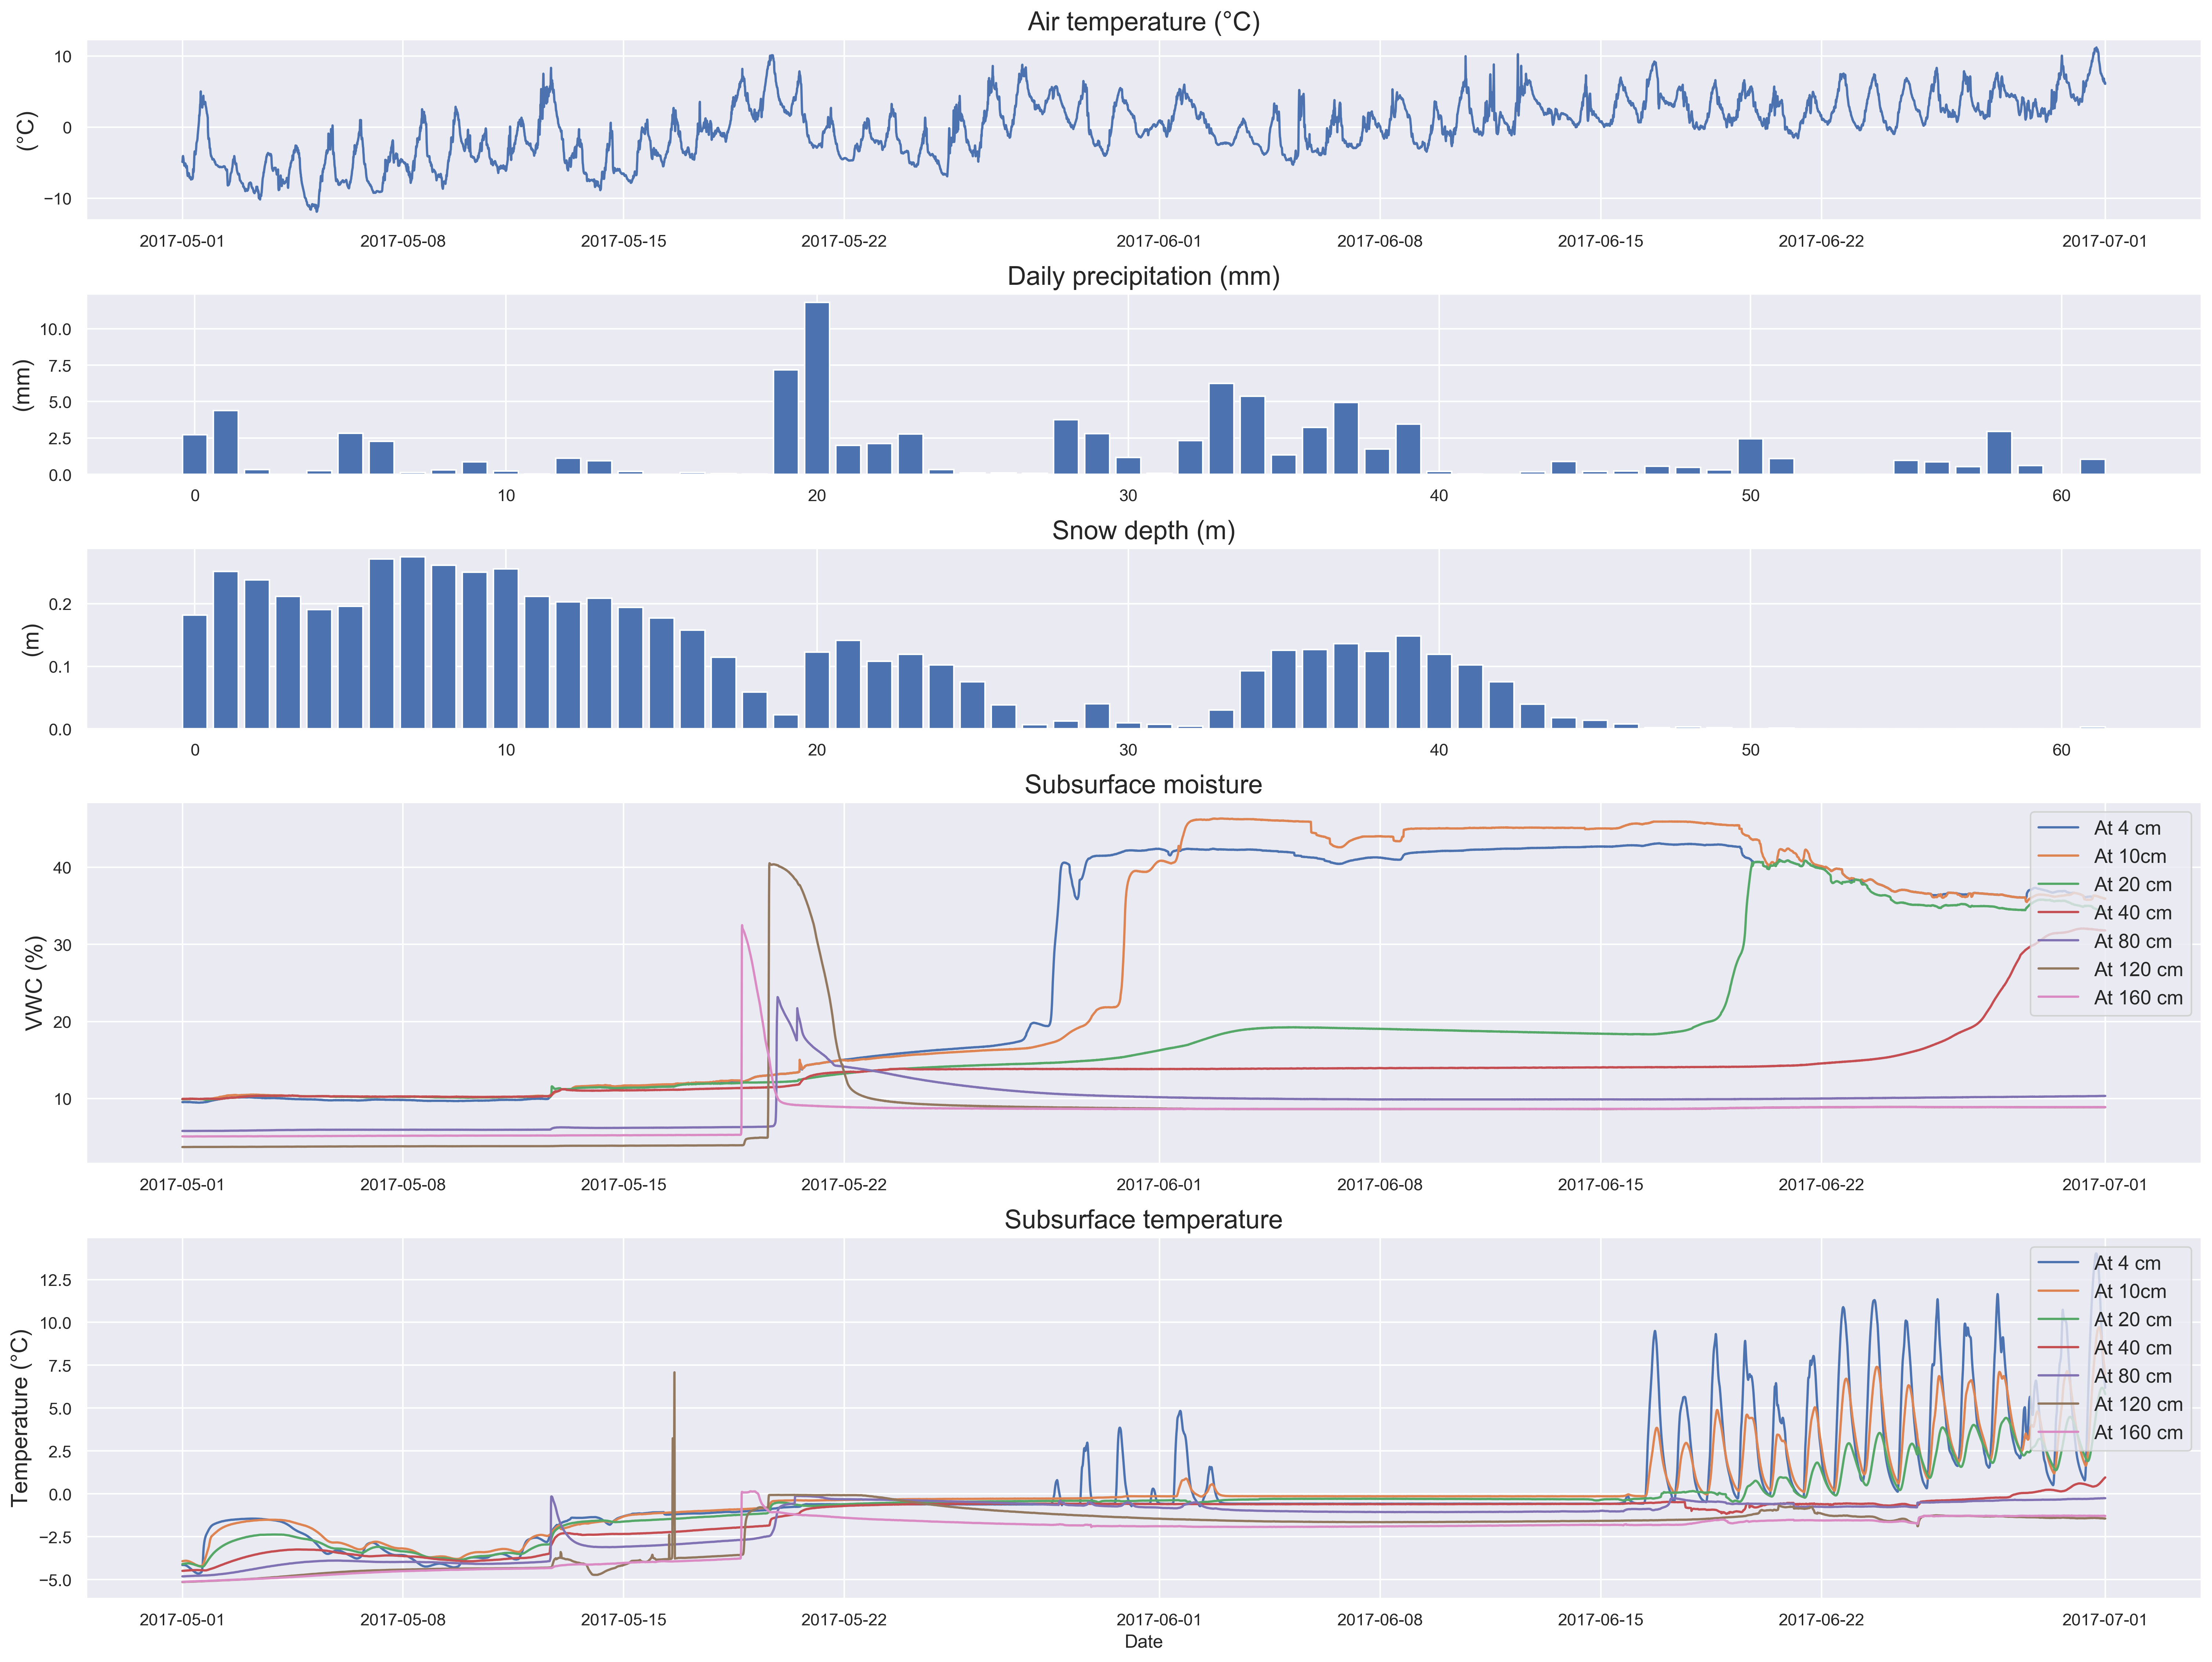 Air temperature (°C)
10
0
−10
(°C)
2017-05-01 2017-05-08 2017-05-15 2017-05-22 2017-06-01 2017-06-08 2017-06-15 2017-06-22 2017-07-01
Daily precipitation (mm)
10.0
7.5
5.0
2.5
0.0
(mm)
0 10 20 30 40 50 60
Snow depth (m)
0.2
0.1
0.0
(m)
0 10 20 30 40 50 60
Subsurface moisture
40
30
20
10
VWC (%)
At 4 cm
At 10cm
At 20 cm
At 40 cm
At 80 cm
At 120 cm
At 160 cm
2017-05-01 2017-05-08 2017-05-15 2017-05-22 2017-06-01 2017-06-08 2017-06-15 2017-06-22 2017-07-01
Subsurface temperature
12.5
10.0
7.5
5.0
2.5
0.0
−2.5
−5.0
Temperature (°C)
At 4 cm
At 10cm
At 20 cm
At 40 cm
At 80 cm
At 120 cm
At 160 cm
2017-05-01 2017-05-08 2017-05-15 2017-05-22 2017-06-01 2017-06-08 2017-06-15 2017-06-22 2017-07-01
Date